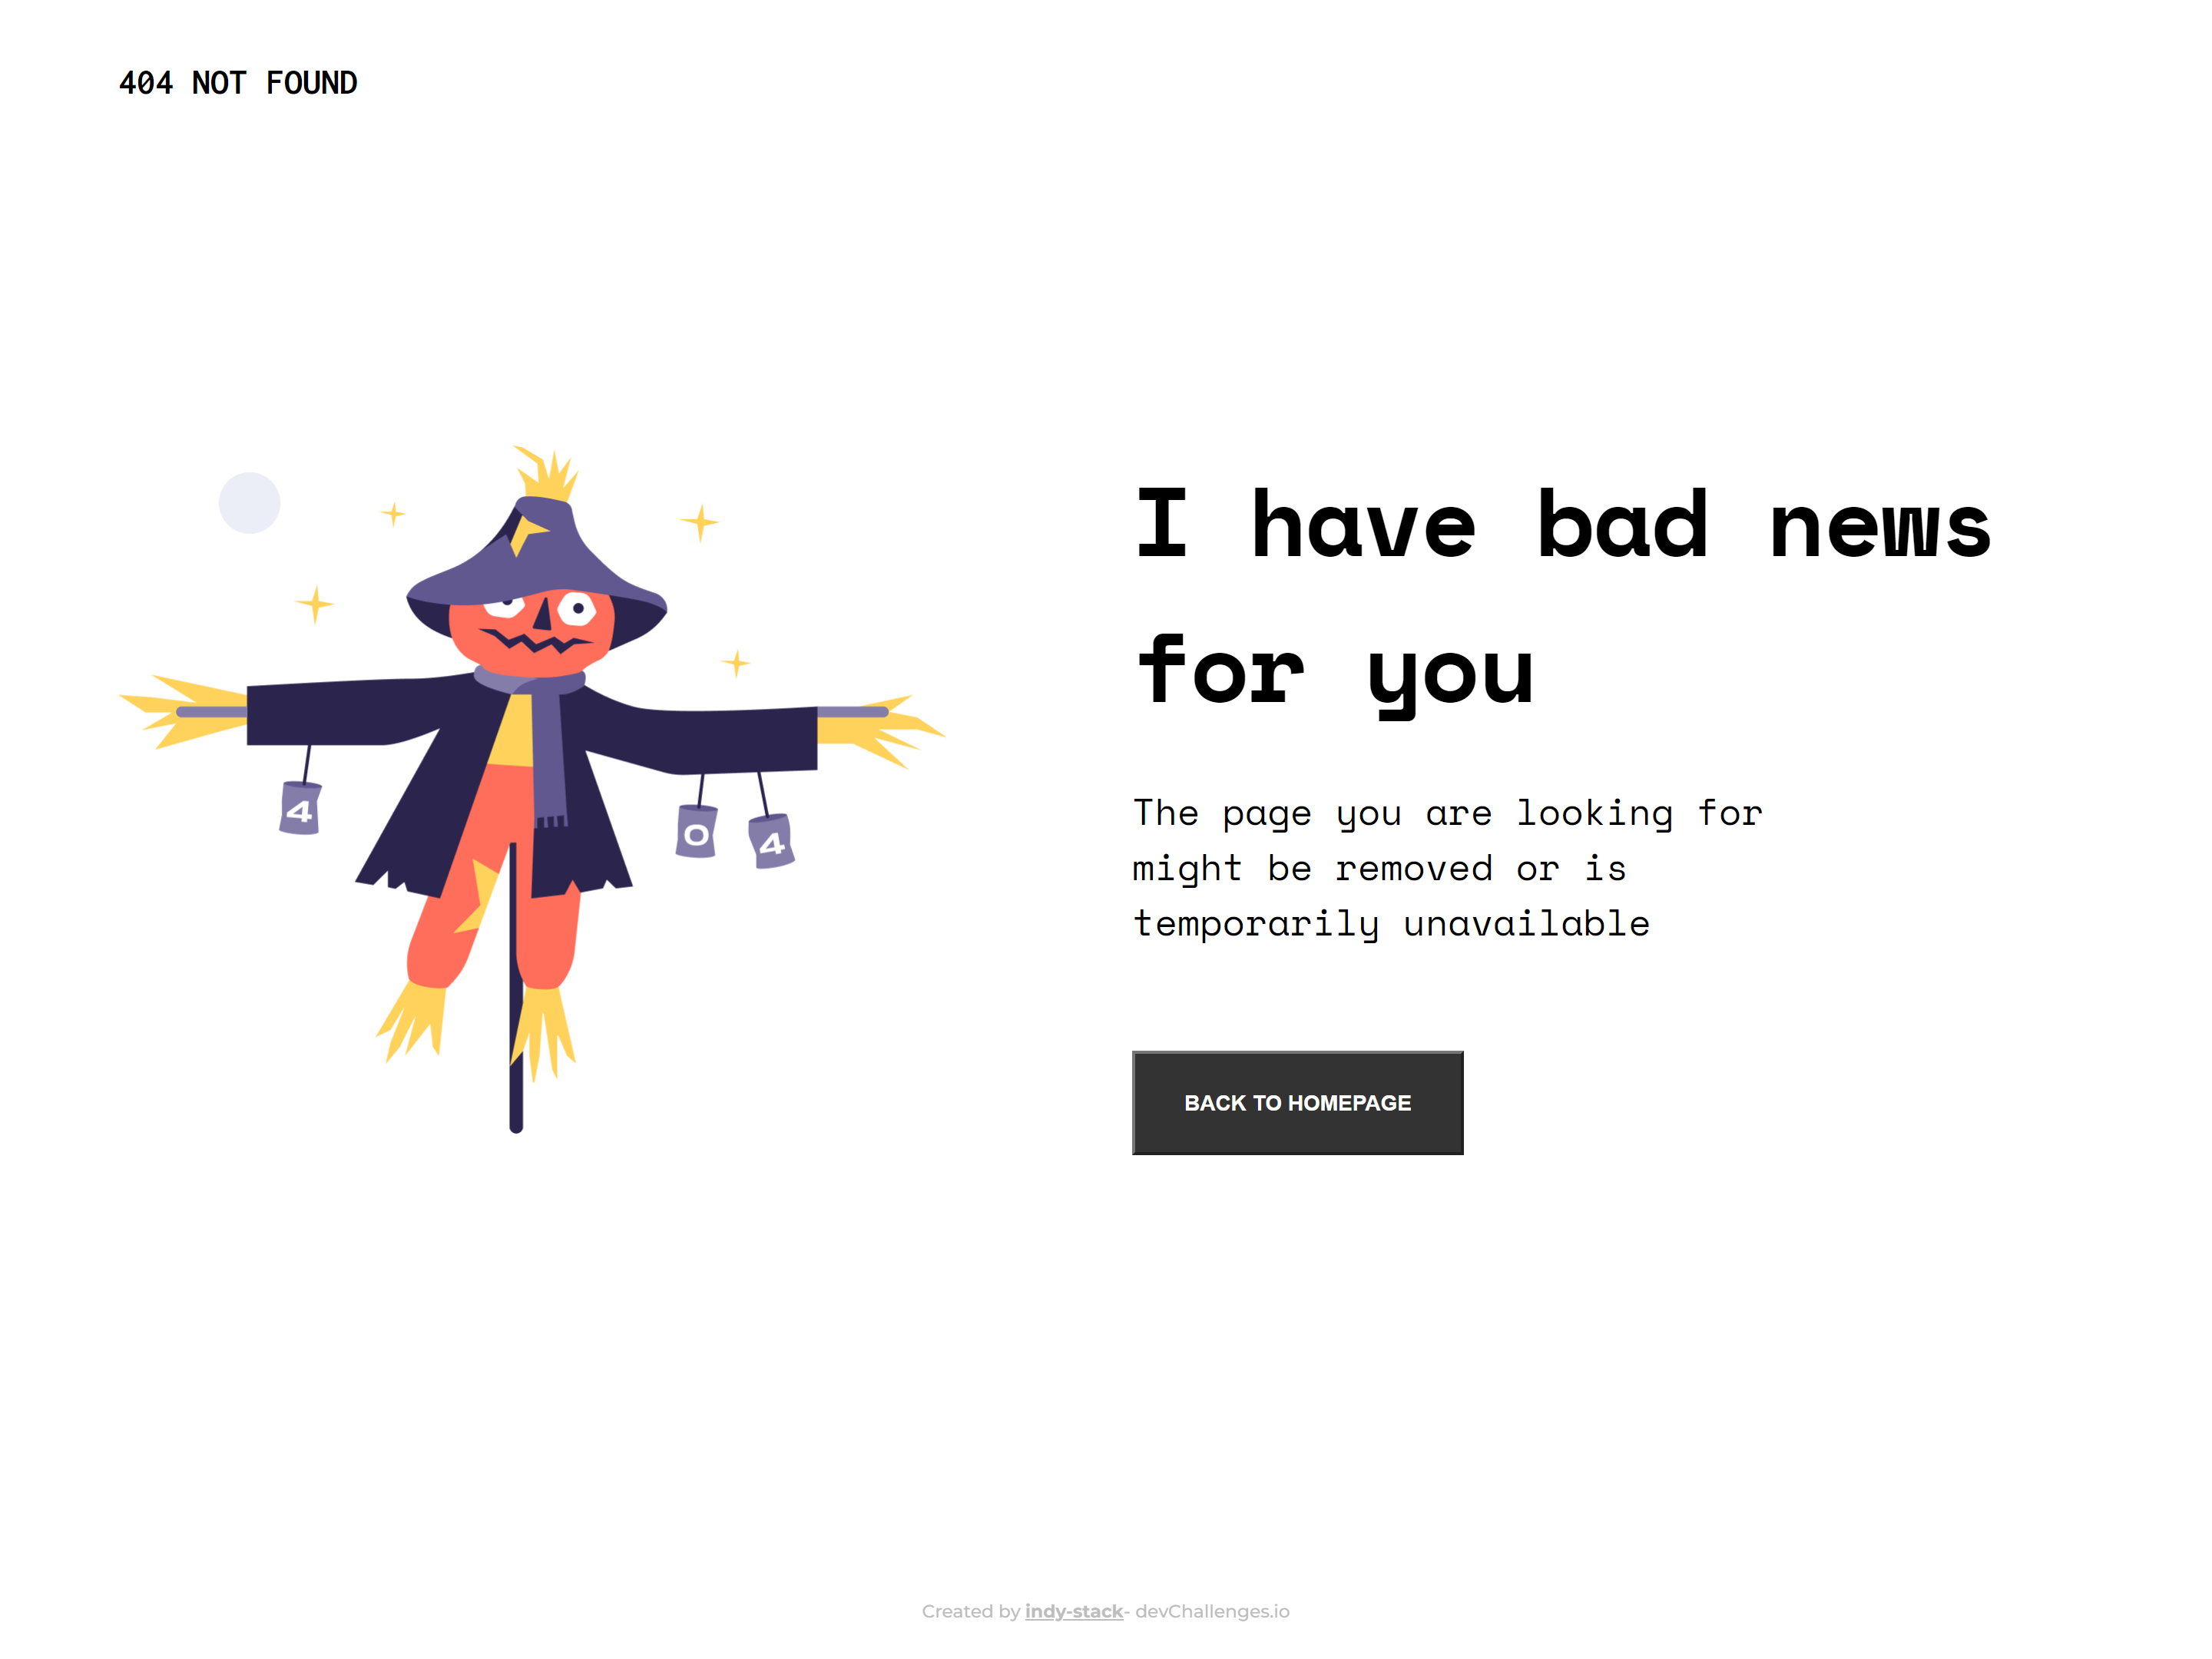 404 NOT FOUND
I have bad news
for you
4
0
4
The page you are looking for
might be removed or is
temporarily unavailable
BACK TO HOMEPAGE
Created by indy-stack- devChallenges.io